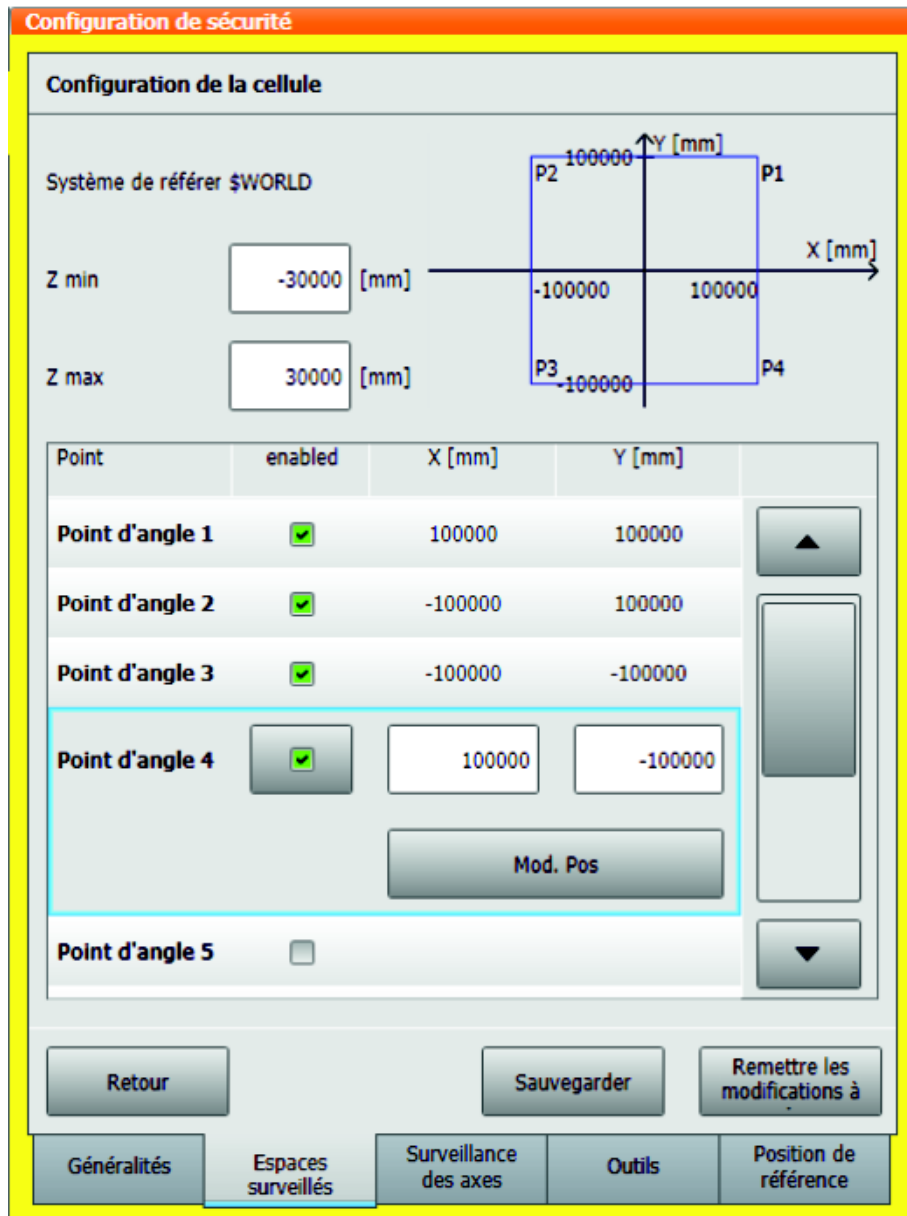 Configuration de sécurité
Configuration de la cellule
Système de référer $WORLD
Z min
-30000
[mm]
Z max
30000
[mm]
Y [mm]
100000
P2
P1
X [mm]
-100000
100000
P3
-100000
P4
Point enabled X [mm] Y [mm]
Point d'angle 1 100000 100000
Point d'angle 2 -100000 100000
Point d'angle 3 -100000 -100000
Point d'angle 4 100000 -100000
Mod. Pos
Point d'angle 5
Retour
Sauvegarder
Remettre les
modifications à
Généralités
Espaces
surveillés
Surveillance
des axes
Outils
Position de
référence